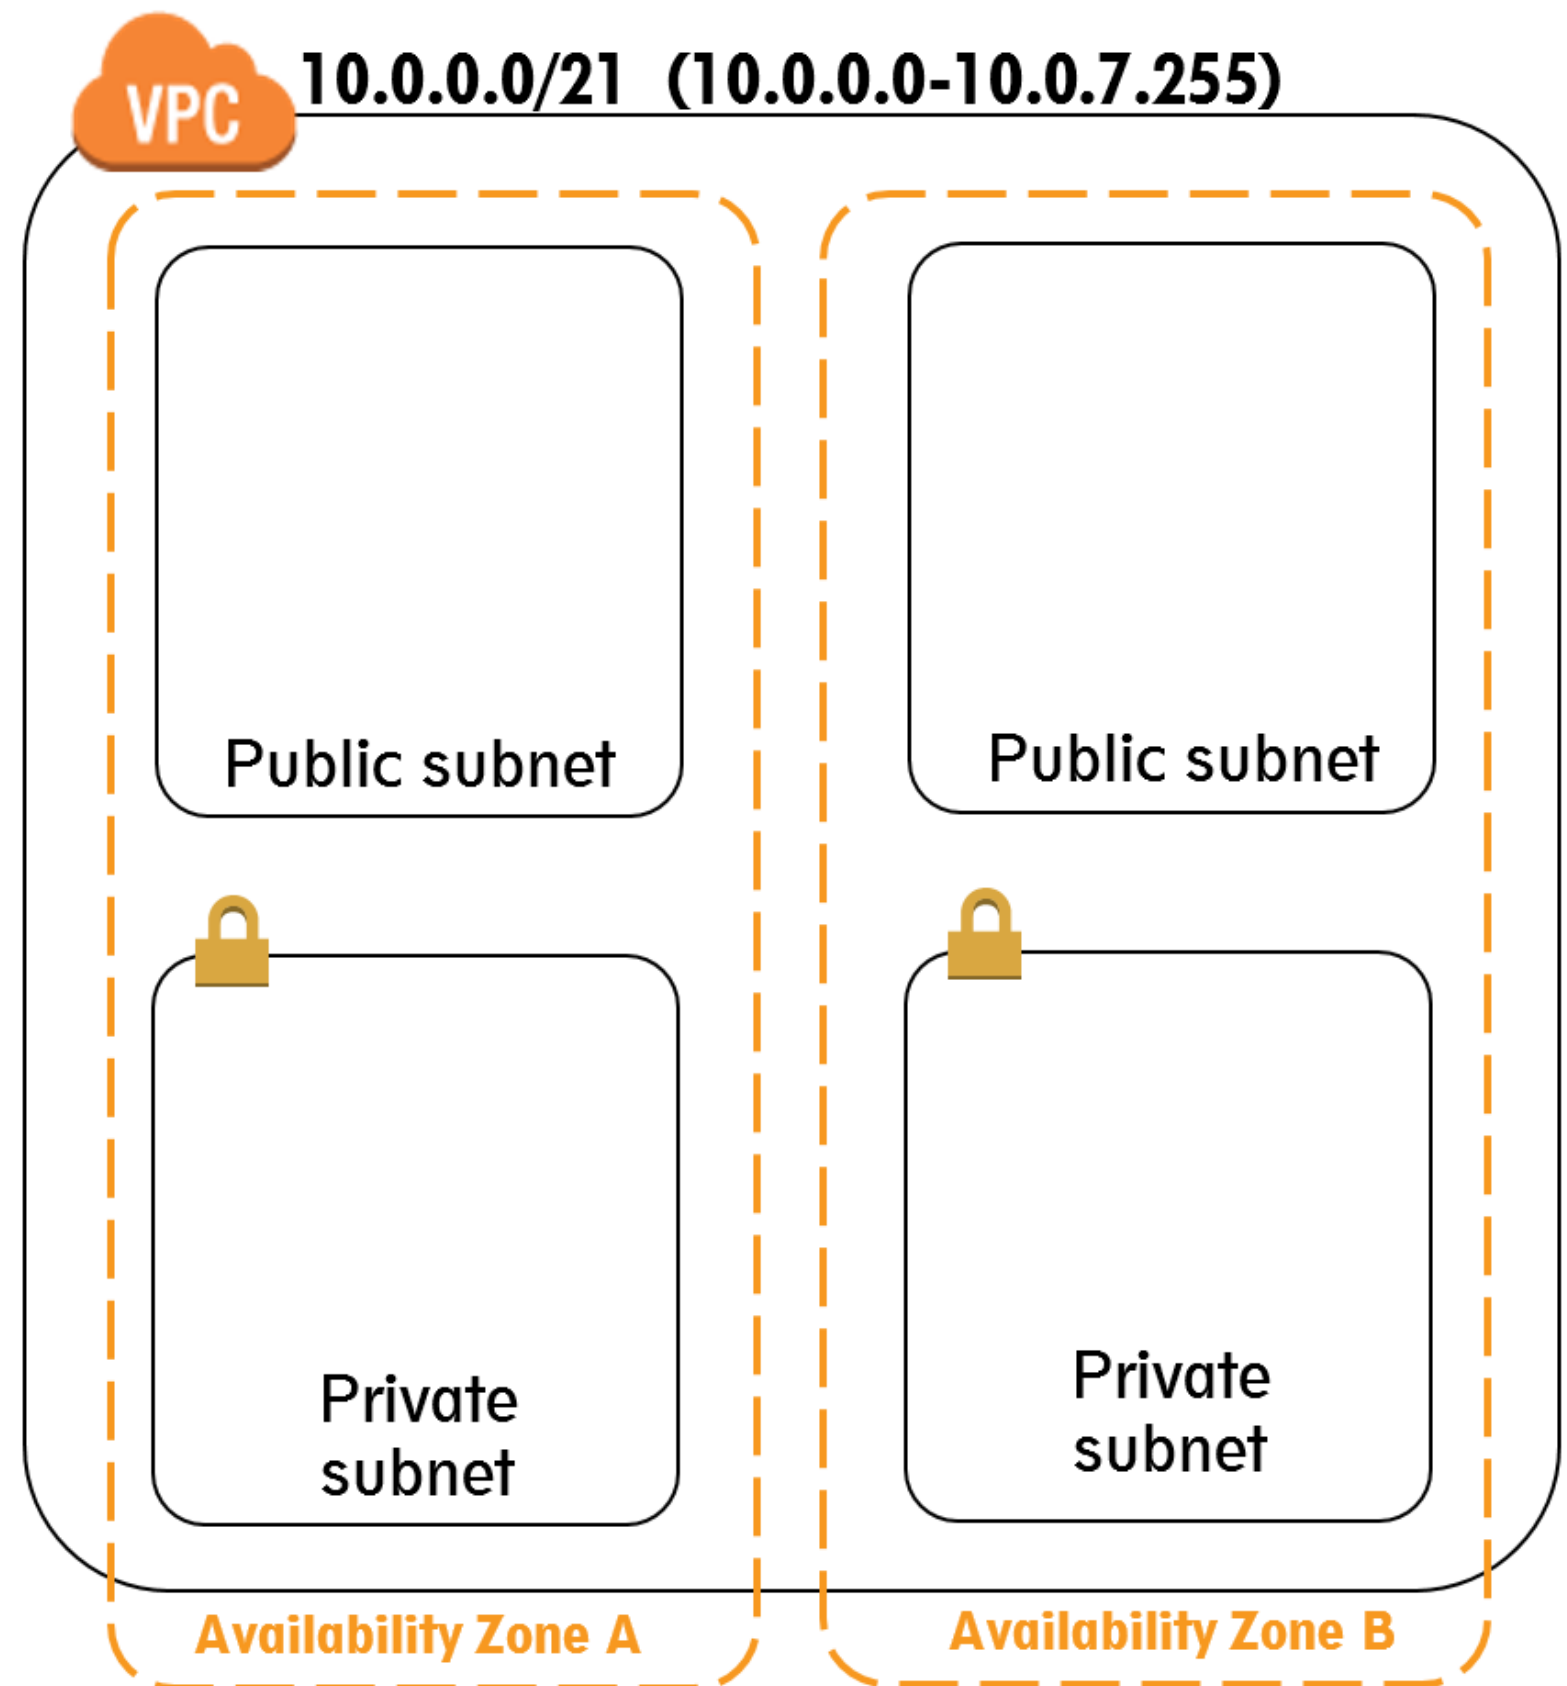 VPC
10.0.0.0/21 (10.0.0.0-10.0.7.255)
Public subnet
Public subnet
Private
subnet
Private
subnet
Availability Zone A
Availability Zone B